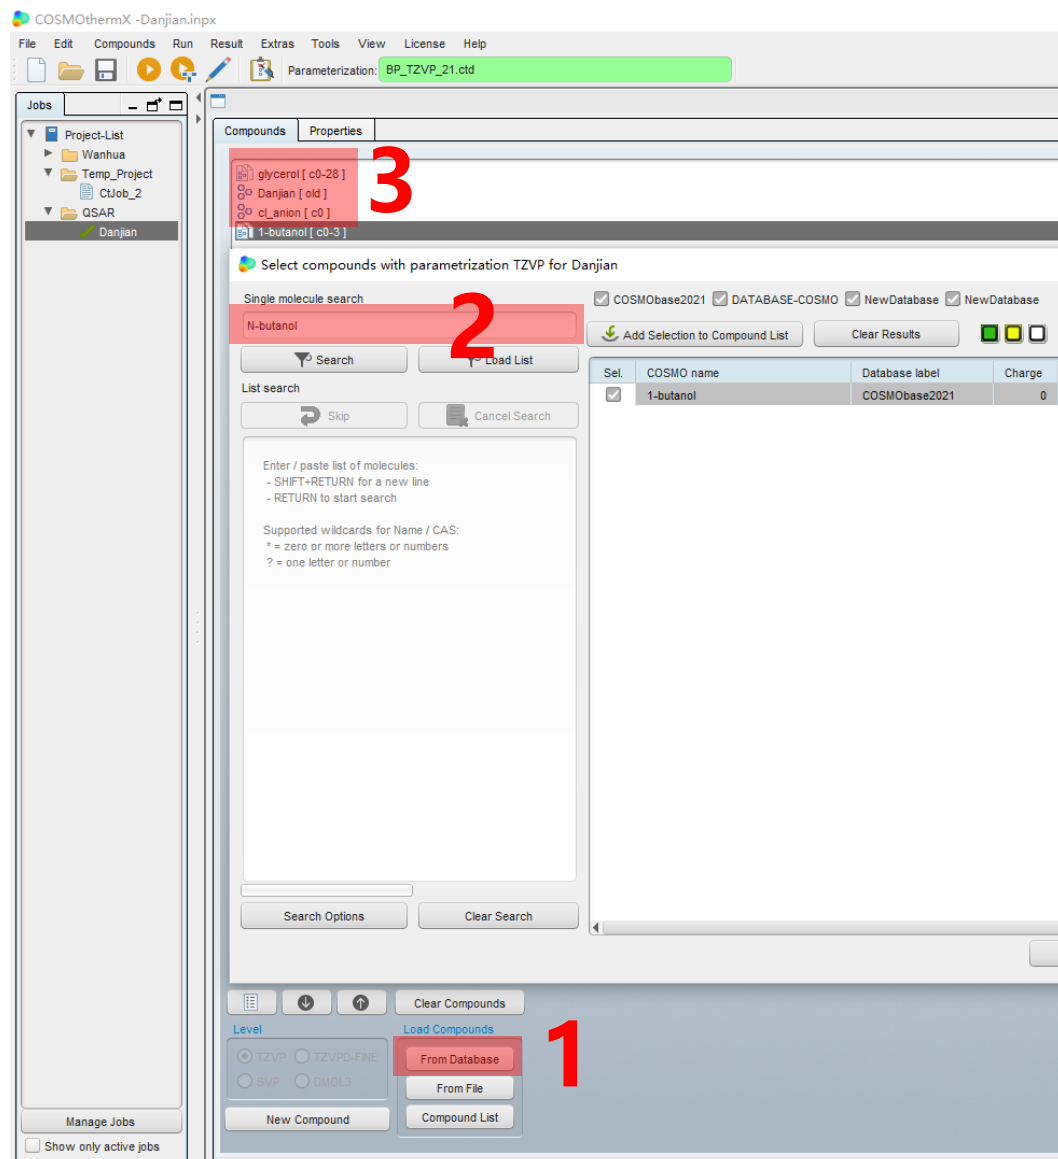 COSMOthermX -Danjian.inpx
File Edit Compounds Run Result Extras Tools View License Help
Parameterization: BP_TZVP_21.ctd
Jobs
Project-List
Wanhua
Temp_Project
CtJob_2
QSAR
Danjian
Compounds Properties
glycerol [ c0-28 ]
Danjian [ old ]
cl_anion [ c0 ]
1-butanol [ c0-3 ]
3
Select compounds with parametrization TZVP for Danjian
Single molecule search
N-butanol
2
Search Load List
List search
Skip Cancel Search
Enter / paste list of molecules:
- SHIFT+RETURN for a new line
- RETURN to start search
Supported wildcards for Name / CAS:
* = zero or more letters or numbers
? = one letter or number
Search Options Clear Search
COSMObase2021 DATABASE-COSMO NewDatabase NewDatabase
Add Selection to Compound List Clear Results
Sel. COSMO name Database label Charge
1-butanol COSMObase2021 0
Clear Compounds
Level
TZVP TZVPD-FINE
SVP DMOL3
New Compound
Load Compounds
From Database
From File
Compound List
1
Manage Jobs
Show only active jobs